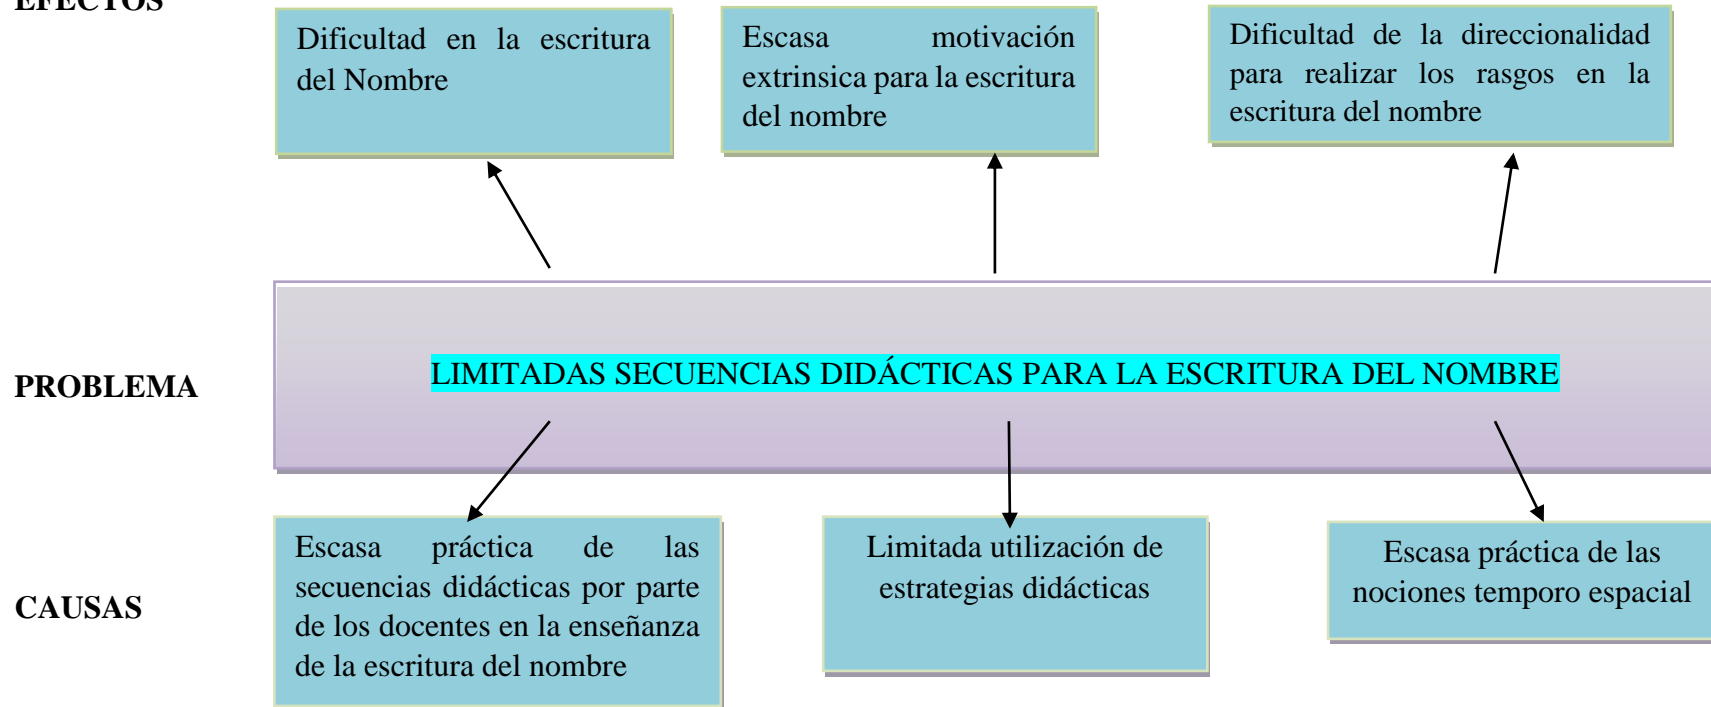 EFECTOS
Dificultad en la escritura
del Nombre
Escasa motivación
extrinsica para la escritura
del nombre
Dificultad de la direccionalidad
para realizar los rasgos en la
escritura del nombre
PROBLEMA
LIMITADAS SECUENCIAS DIDÁCTICAS PARA LA ESCRITURA DEL NOMBRE
CAUSAS
Escasa práctica de las
secuencias didácticas por parte
de los docentes en la enseñanza
de la escritura del nombre
Limitada utilización de
estrategias didácticas
Escasa práctica de las
nociones temporo espacial